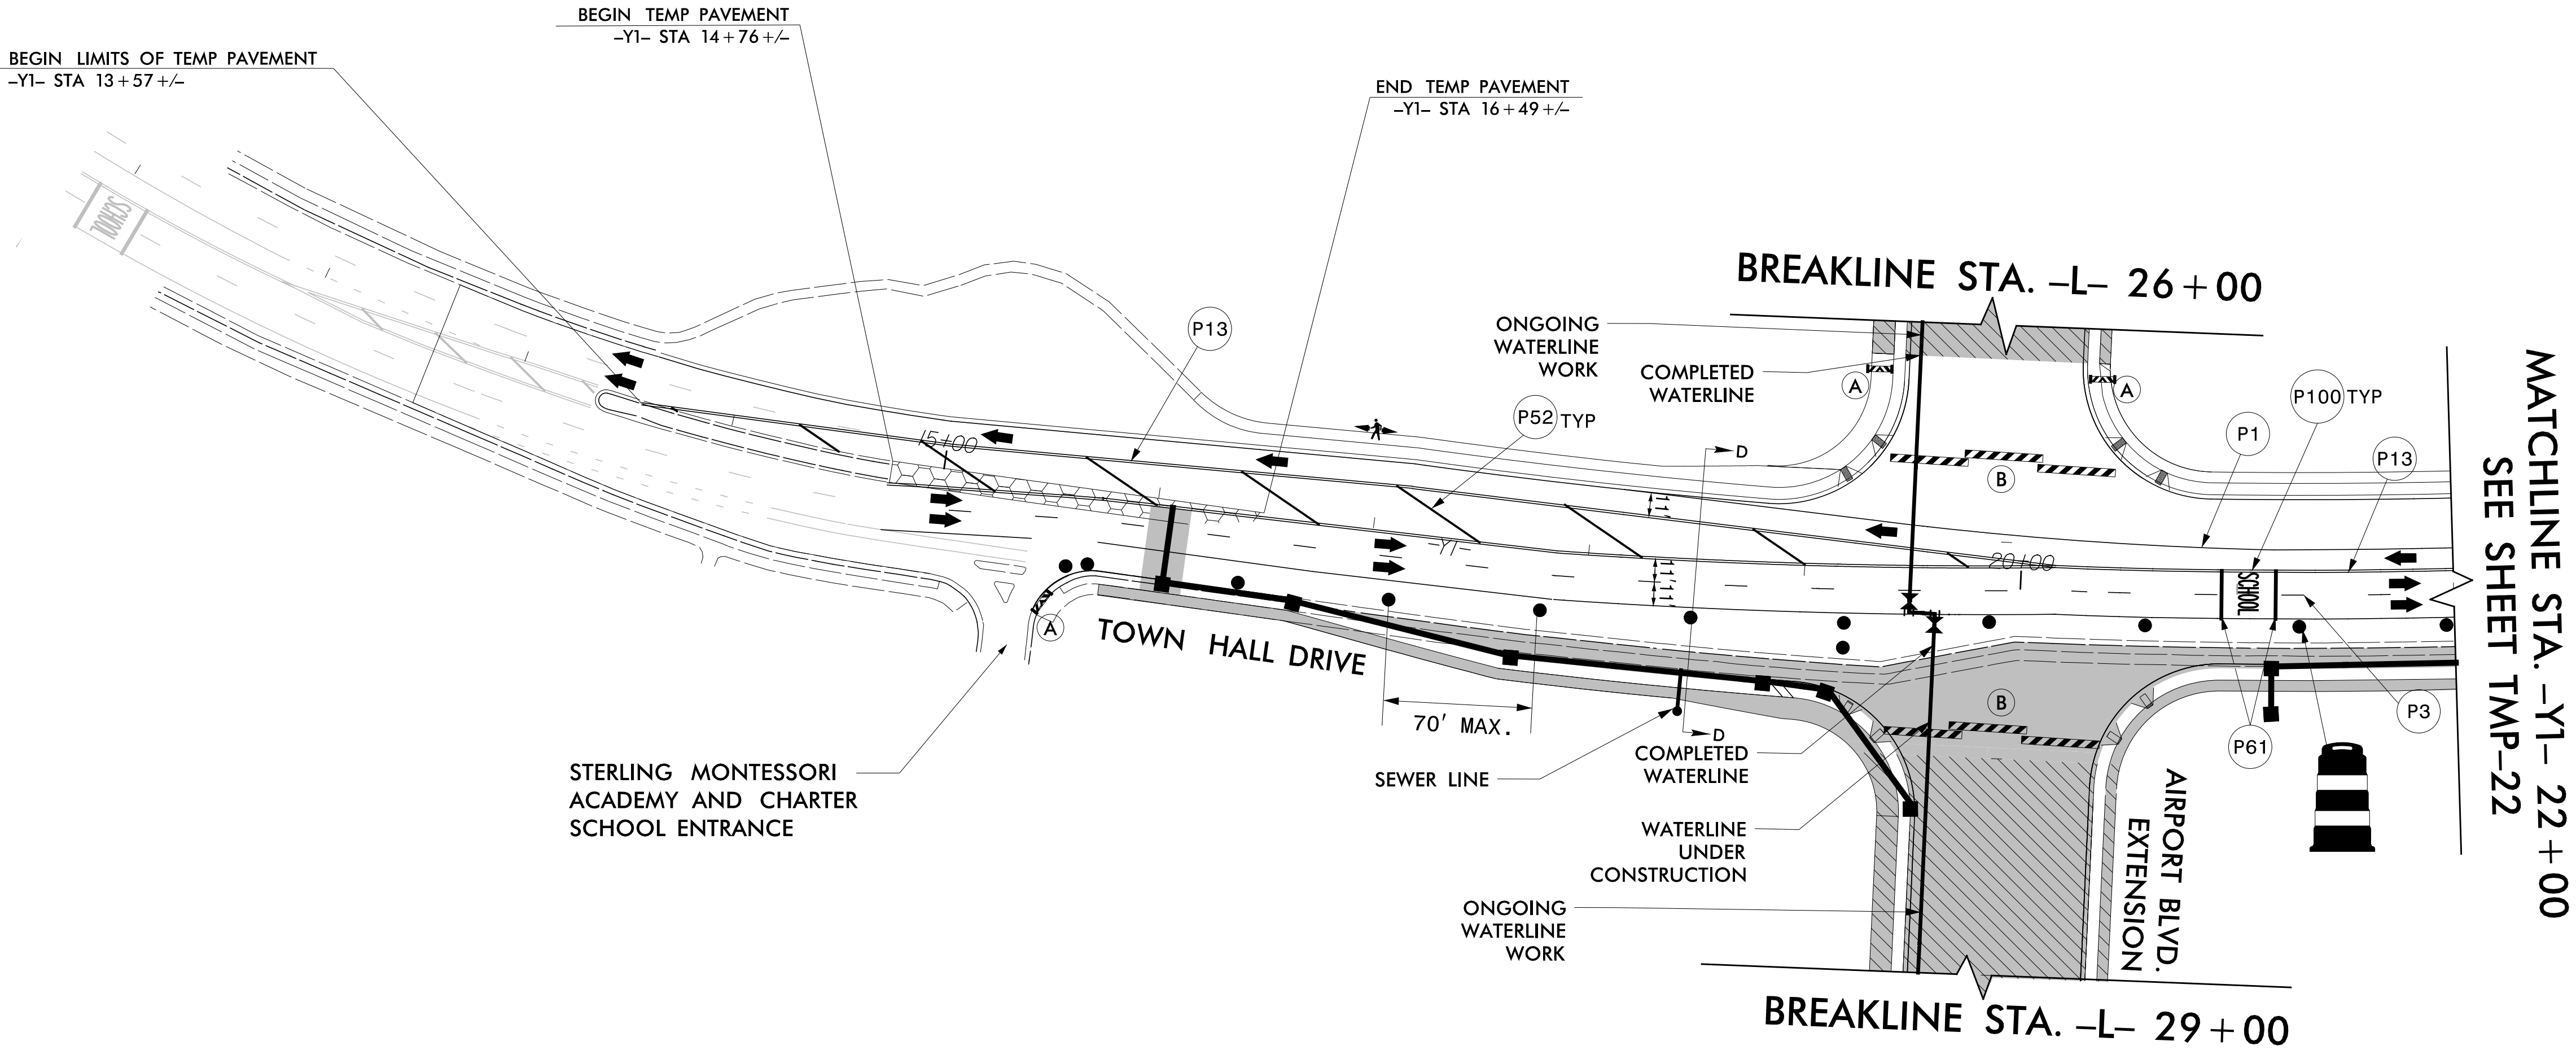 BEGIN TEMP PAVEMENT
-Y1- STA 14+76+/-
BEGIN LIMITS OF TEMP PAVEMENT
-Y1- STA 13+57+/-
END TEMP PAVEMENT
-Y1- STA 16+49+/-
SCHOOL
BREAKLINE STA. -L- 26+00
ONGOING
WATERLINE
WORK
COMPLETED
WATERLINE
P13
P52 TYP
A
A
P100 TYP
P1
P13
MATCHLINE STA. -Y1- 22+00
SEE SHEET TMP-22
15+00
D
B
11'
-Y1-
20+00
11'
11'
SCHOOL
A
TOWN HALL DRIVE
70' MAX.
D
B
P3
P61
COMPLETED
WATERLINE
SEWER LINE
STERLING MONTESSORI
ACADEMY AND CHARTER
SCHOOL ENTRANCE
WATERLINE
UNDER
CONSTRUCTION
AIRPORT BLVD.
EXTENSION
ONGOING
WATERLINE
WORK
BREAKLINE STA. -L- 29+00